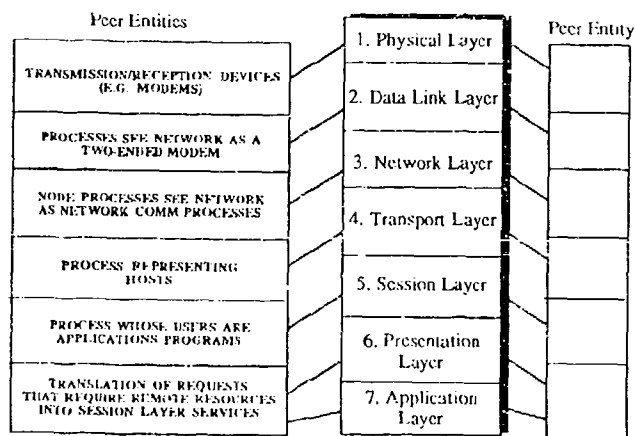 Peer Entities
TRANSMISSION/RECEPTION DEVICES
(E.G. MODEMS)
PROCESSES SEE NETWORK AS A
TWO-ENDED MODEM
NODE PROCESSES SEE NETWORK
AS NETWORK COMM PROCESSES
PROCESS REPRESENTING
HOSTS
PROCESS WHOSE USERS ARE
APPLICATIONS PROGRAMS
TRANSLATION OF REQUESTS
THAT REQUIRE REMOTE RESOURCES
INTO SESSION LAYER SERVICES
1. Physical Layer
2. Data Link Layer
3. Network Layer
4. Transport Layer
5. Session Layer
6. Presentation
Layer
7. Application
Layer
Peer Entity